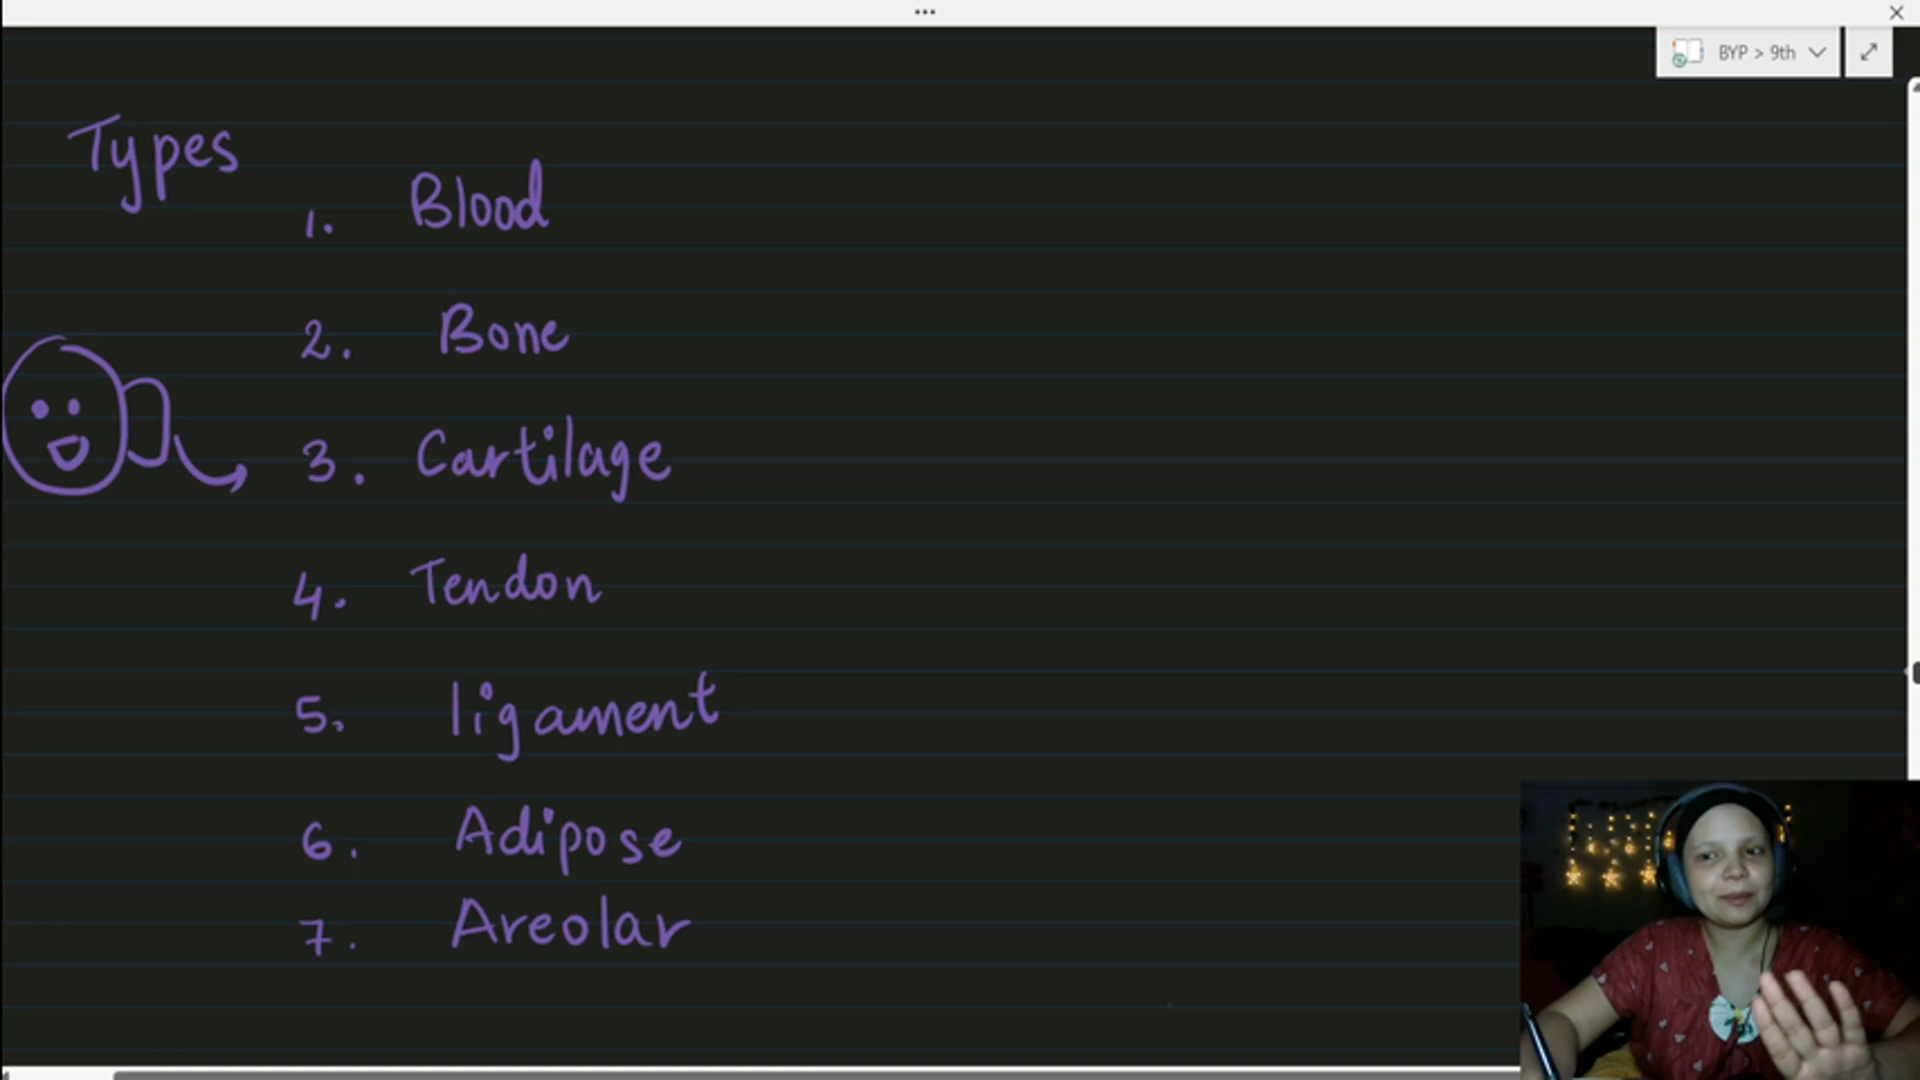 BYP > 9th
Types
1. Blood
2. Bone
3. Cartilage
4. Tendon
5. ligament
6. Adipose
7. Areolar